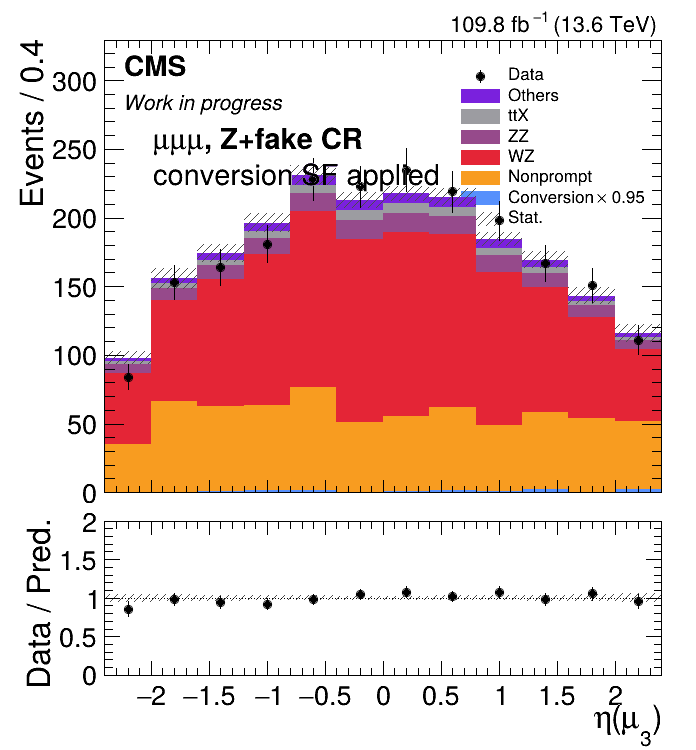 109.8 fb⁻¹ (13.6 TeV)
Events / 0.4
CMS
Work in progress
μμμ, Z+fake CR
conversion SF applied
Data
Others
ttX
ZZ
WZ
Nonprompt
Conversion × 0.95
Stat.
300
250
200
150
100
50
0
Data / Pred.
2
1.5
1
0.5
0
−2 −1.5 −1 −0.5 0 0.5 1 1.5 2
η(μ₃)